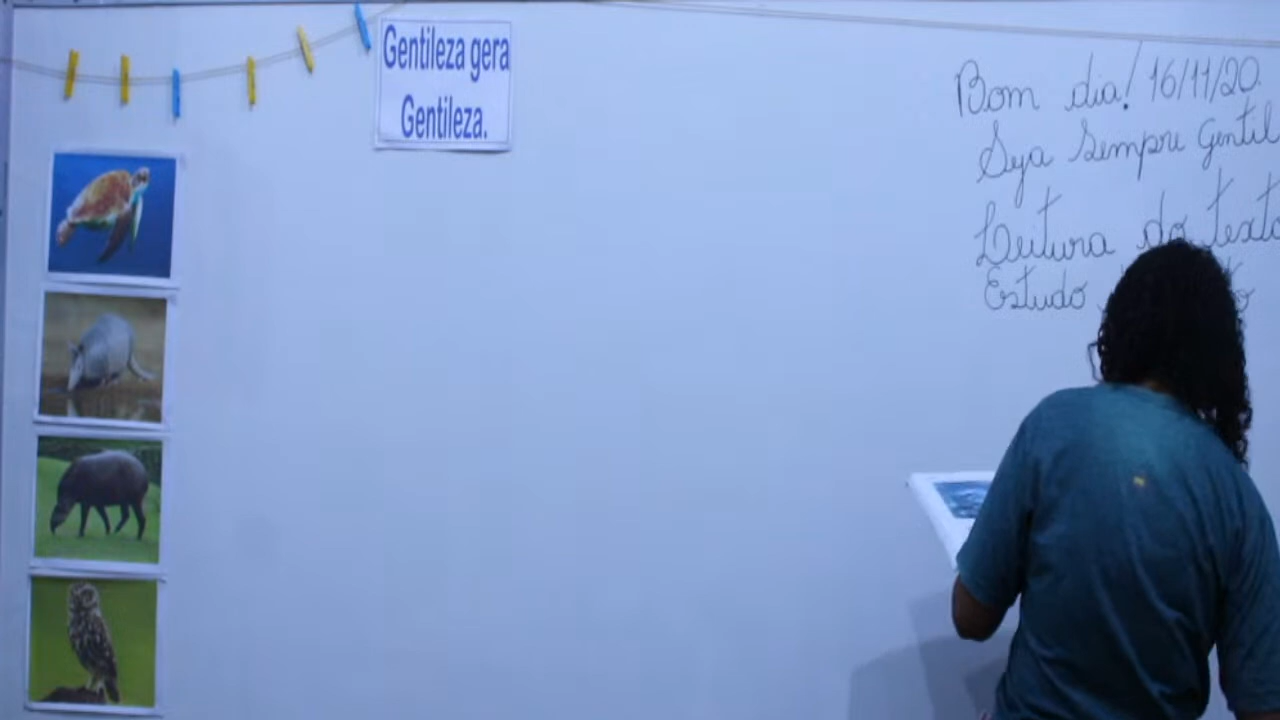 Gentileza gera
Gentileza.
Bom dia! 16/11/20
Seja sempre gentil
Leitura do texto
Estudo